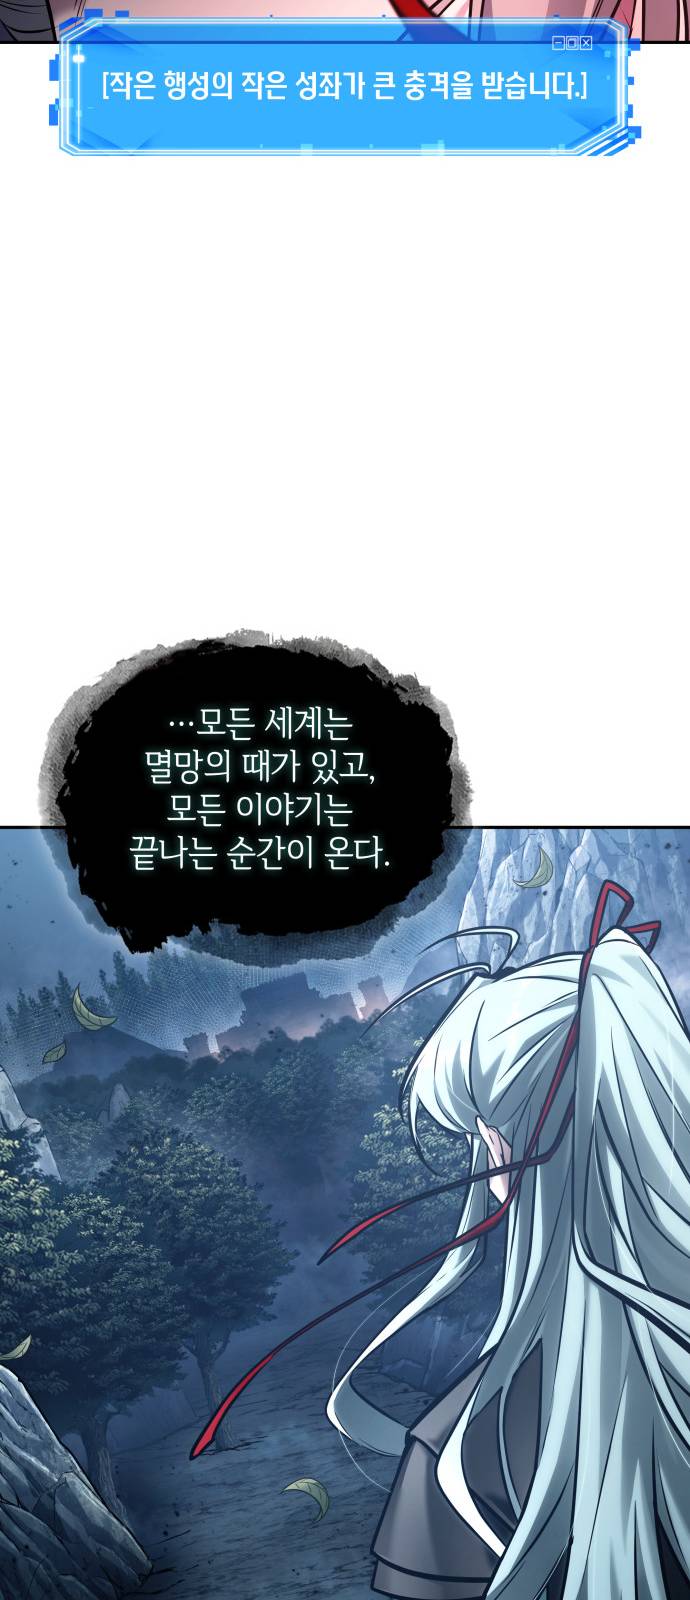 [작은 행성의 작은 성좌가 큰 충격을 받습니다.]
…모든 세계는
멸망의 때가 있고,
모든 이야기는
끝나는 순간이 온다.